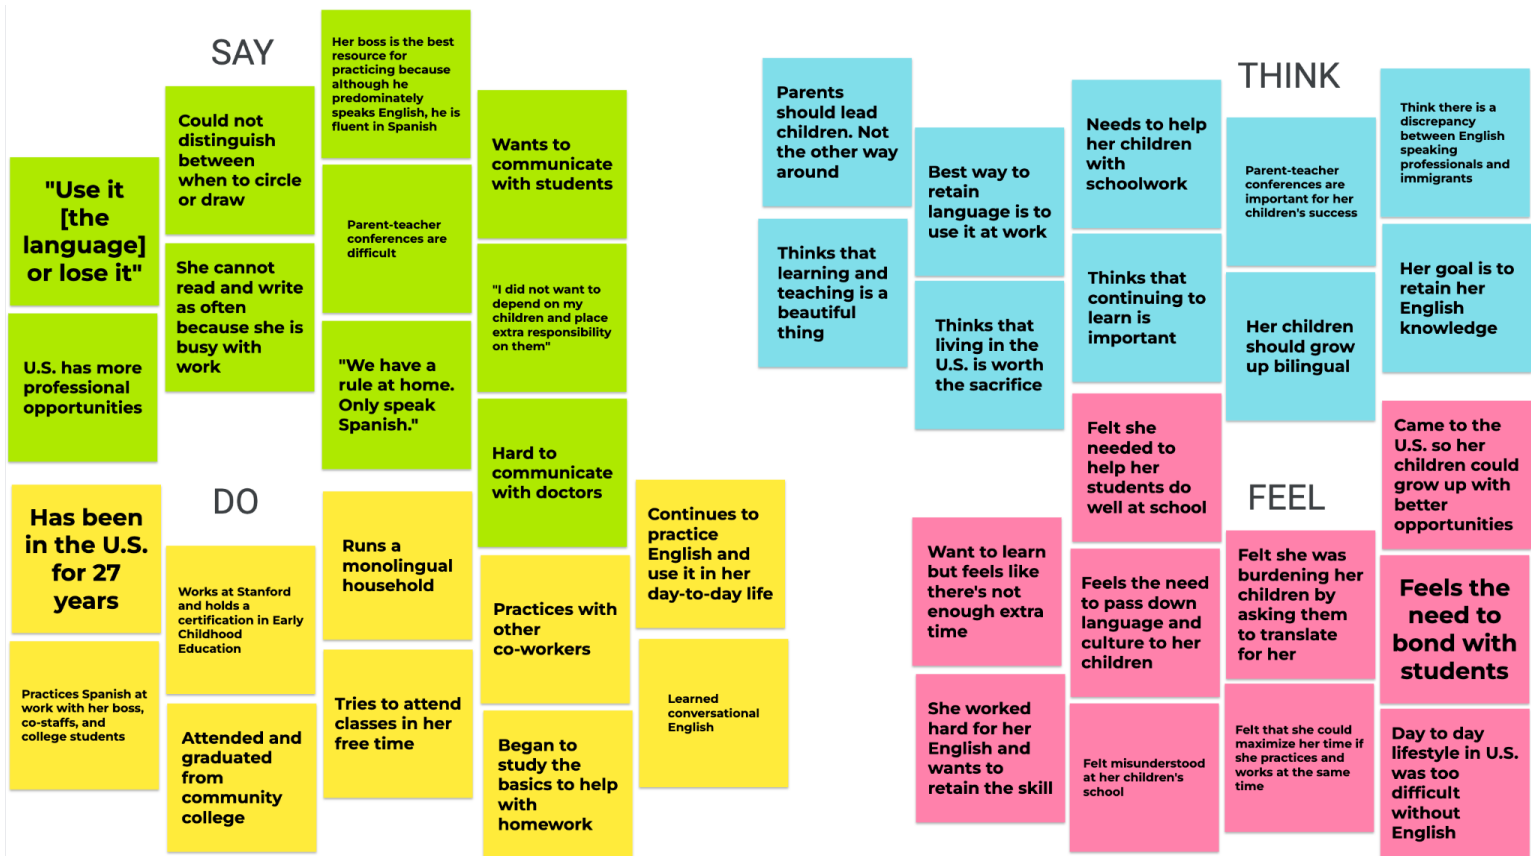 SAY
"Use it
[the
language]
or lose it"
U.S. has more
professional
opportunities
Could not
distinguish
between
when to circle
or draw
She cannot
read and write
as often
because she is
busy with
work
Her boss is the best
resource for
practicing because
although he
predominately
speaks English, he is
fluent in Spanish
Parent-teacher
conferences are
difficult
"We have a
rule at home.
Only speak
Spanish."
Wants to
communicate
with students
"I did not want to
depend on my
children and place
extra responsibility
on them"
Hard to
communicate
with doctors
THINK
Parents
should lead
children. Not
the other way
around
Thinks that
learning and
teaching is a
beautiful
thing
Best way to
retain
language is to
use it at work
Thinks that
living in the
U.S. is worth
the sacrifice
Needs to help
her children
with
schoolwork
Thinks that
continuing to
learn is
important
Parent-teacher
conferences are
important for her
children's success
Her children
should grow
up bilingual
Think there is a
discrepancy
between English
speaking
professionals and
immigrants
Her goal is to
retain her
English
knowledge
DO
Has been
in the U.S.
for 27
years
Practices Spanish at
work with her boss,
co-staffs, and
college students
Works at Stanford
and holds a
certification in Early
Childhood
Education
Attended and
graduated
from
community
college
Runs a
monolingual
household
Tries to attend
classes in her
free time
Practices with
other
co-workers
Began to
study the
basics to help
with
homework
Continues to
practice
English and
use it in her
day-to-day life
Learned
conversational
English
FEEL
Want to learn
but feels like
there's not
enough extra
time
She worked
hard for her
English and
wants to
retain the skill
Felt she
needed to
help her
students do
well at school
Feels the need
to pass down
language and
culture to her
children
Felt misunderstood
at her children's
school
Felt she was
burdening her
children by
asking them
to translate
for her
Felt that she could
maximize her time if
she practices and
works at the same
time
Came to the
U.S. so her
children could
grow up with
better
opportunities
Feels the
need to
bond with
students
Day to day
lifestyle in U.S.
was too
difficult
without
English